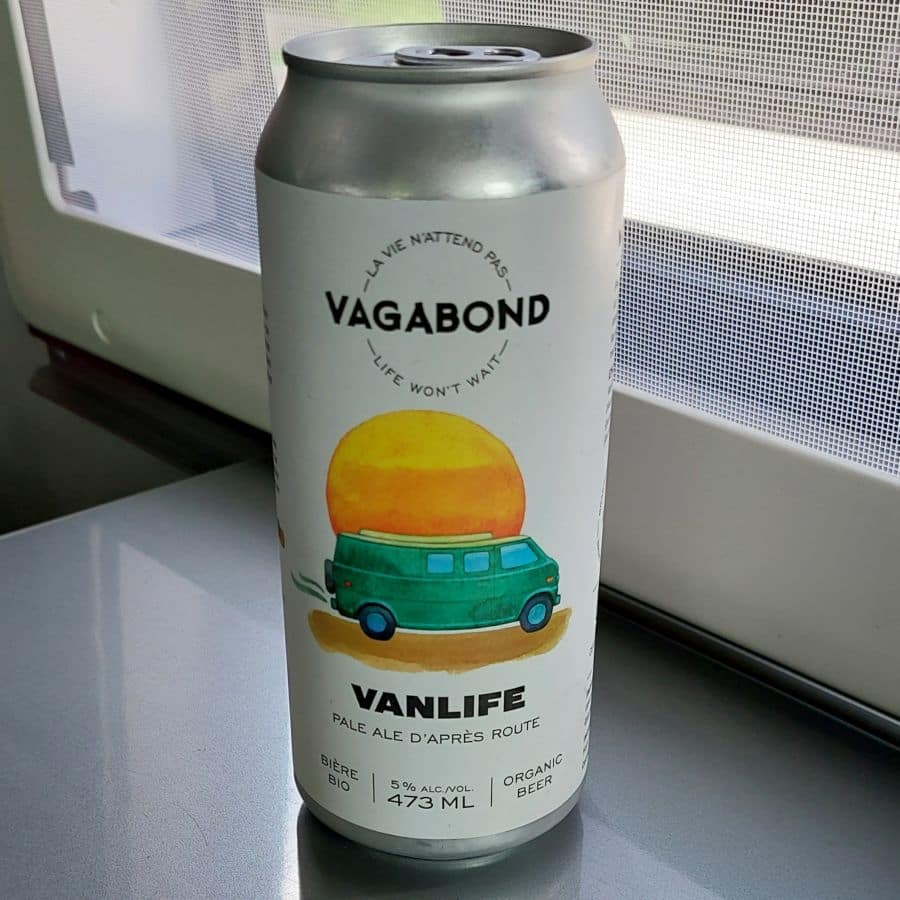 LA VIE N'ATTEND PAS
VAGABOND
LIFE WON'T WAIT
VANLIFE
PALE ALE D'APRÈS ROUTE
BIÈRE
BIO
5% ALC./VOL.
473 ML
ORGANIC
BEER